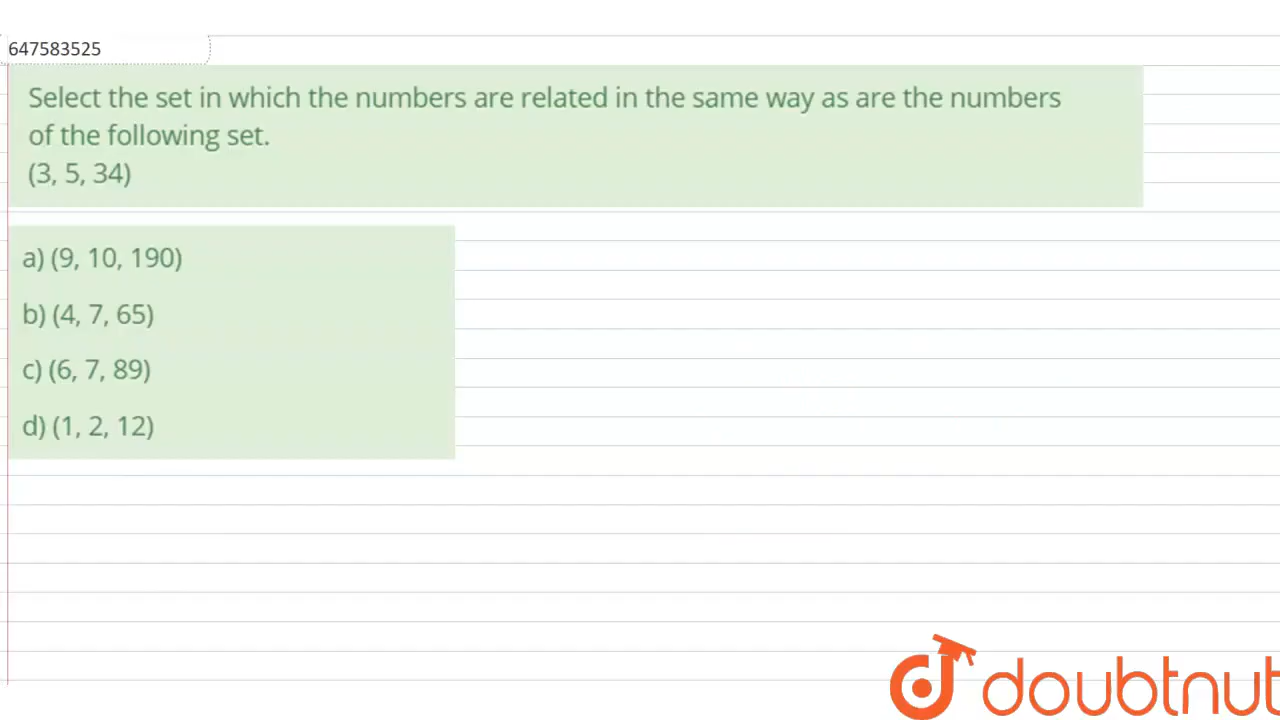 647583525
Select the set in which the numbers are related in the same way as are the numbers
of the following set.
(3, 5, 34)
a) (9, 10, 190)
b) (4, 7, 65)
c) (6, 7, 89)
d) (1, 2, 12)
doubtnut